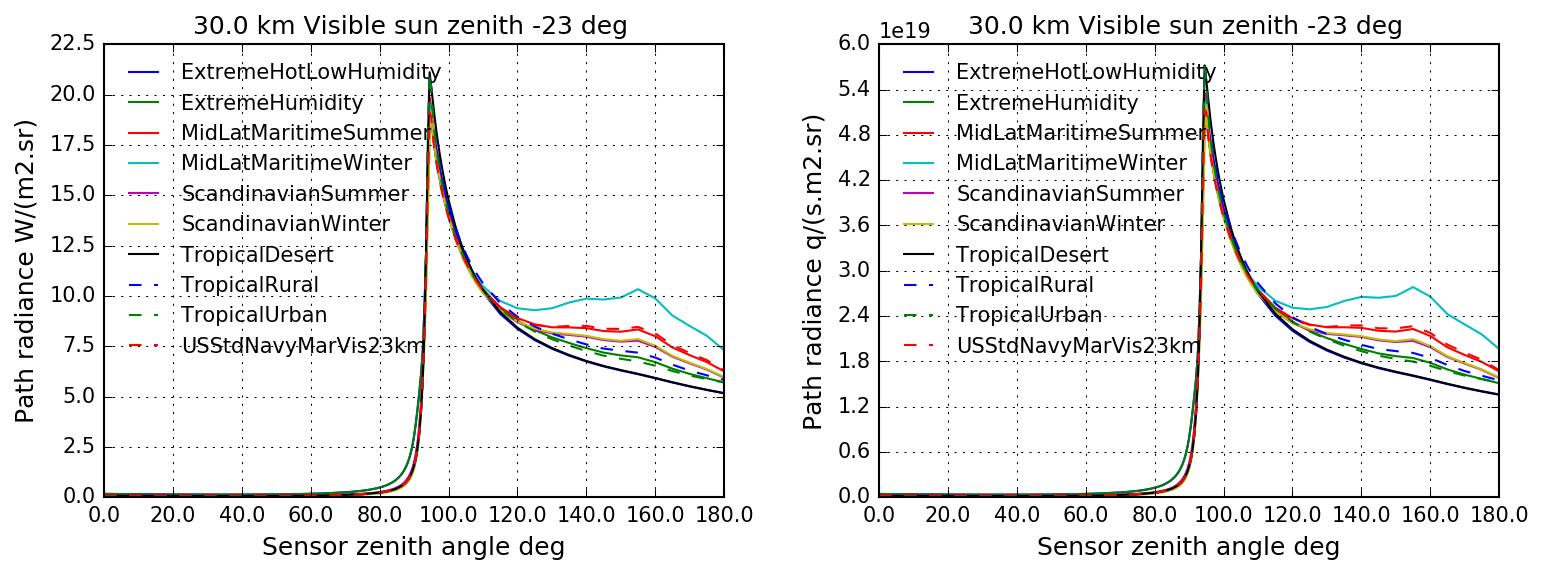 30.0 km Visible sun zenith -23 deg
22.5
20.0
17.5
15.0
12.5
10.0
7.5
5.0
2.5
0.0
Path radiance W/(m2.sr)
ExtremeHotLowHumidity
ExtremeHumidity
MidLatMaritimeSummer
MidLatMaritimeWinter
ScandinavianSummer
ScandinavianWinter
TropicalDesert
TropicalRural
TropicalUrban
USStdNavyMarVis23km
0.0 20.0 40.0 60.0 80.0 100.0 120.0 140.0 160.0 180.0
Sensor zenith angle deg
30.0 km Visible sun zenith -23 deg
1e19
6.0
5.4
4.8
4.2
3.6
3.0
2.4
1.8
1.2
0.6
0.0
Path radiance q/(s.m2.sr)
ExtremeHotLowHumidity
ExtremeHumidity
MidLatMaritimeSummer
MidLatMaritimeWinter
ScandinavianSummer
ScandinavianWinter
TropicalDesert
TropicalRural
TropicalUrban
USStdNavyMarVis23km
0.0 20.0 40.0 60.0 80.0 100.0 120.0 140.0 160.0 180.0
Sensor zenith angle deg